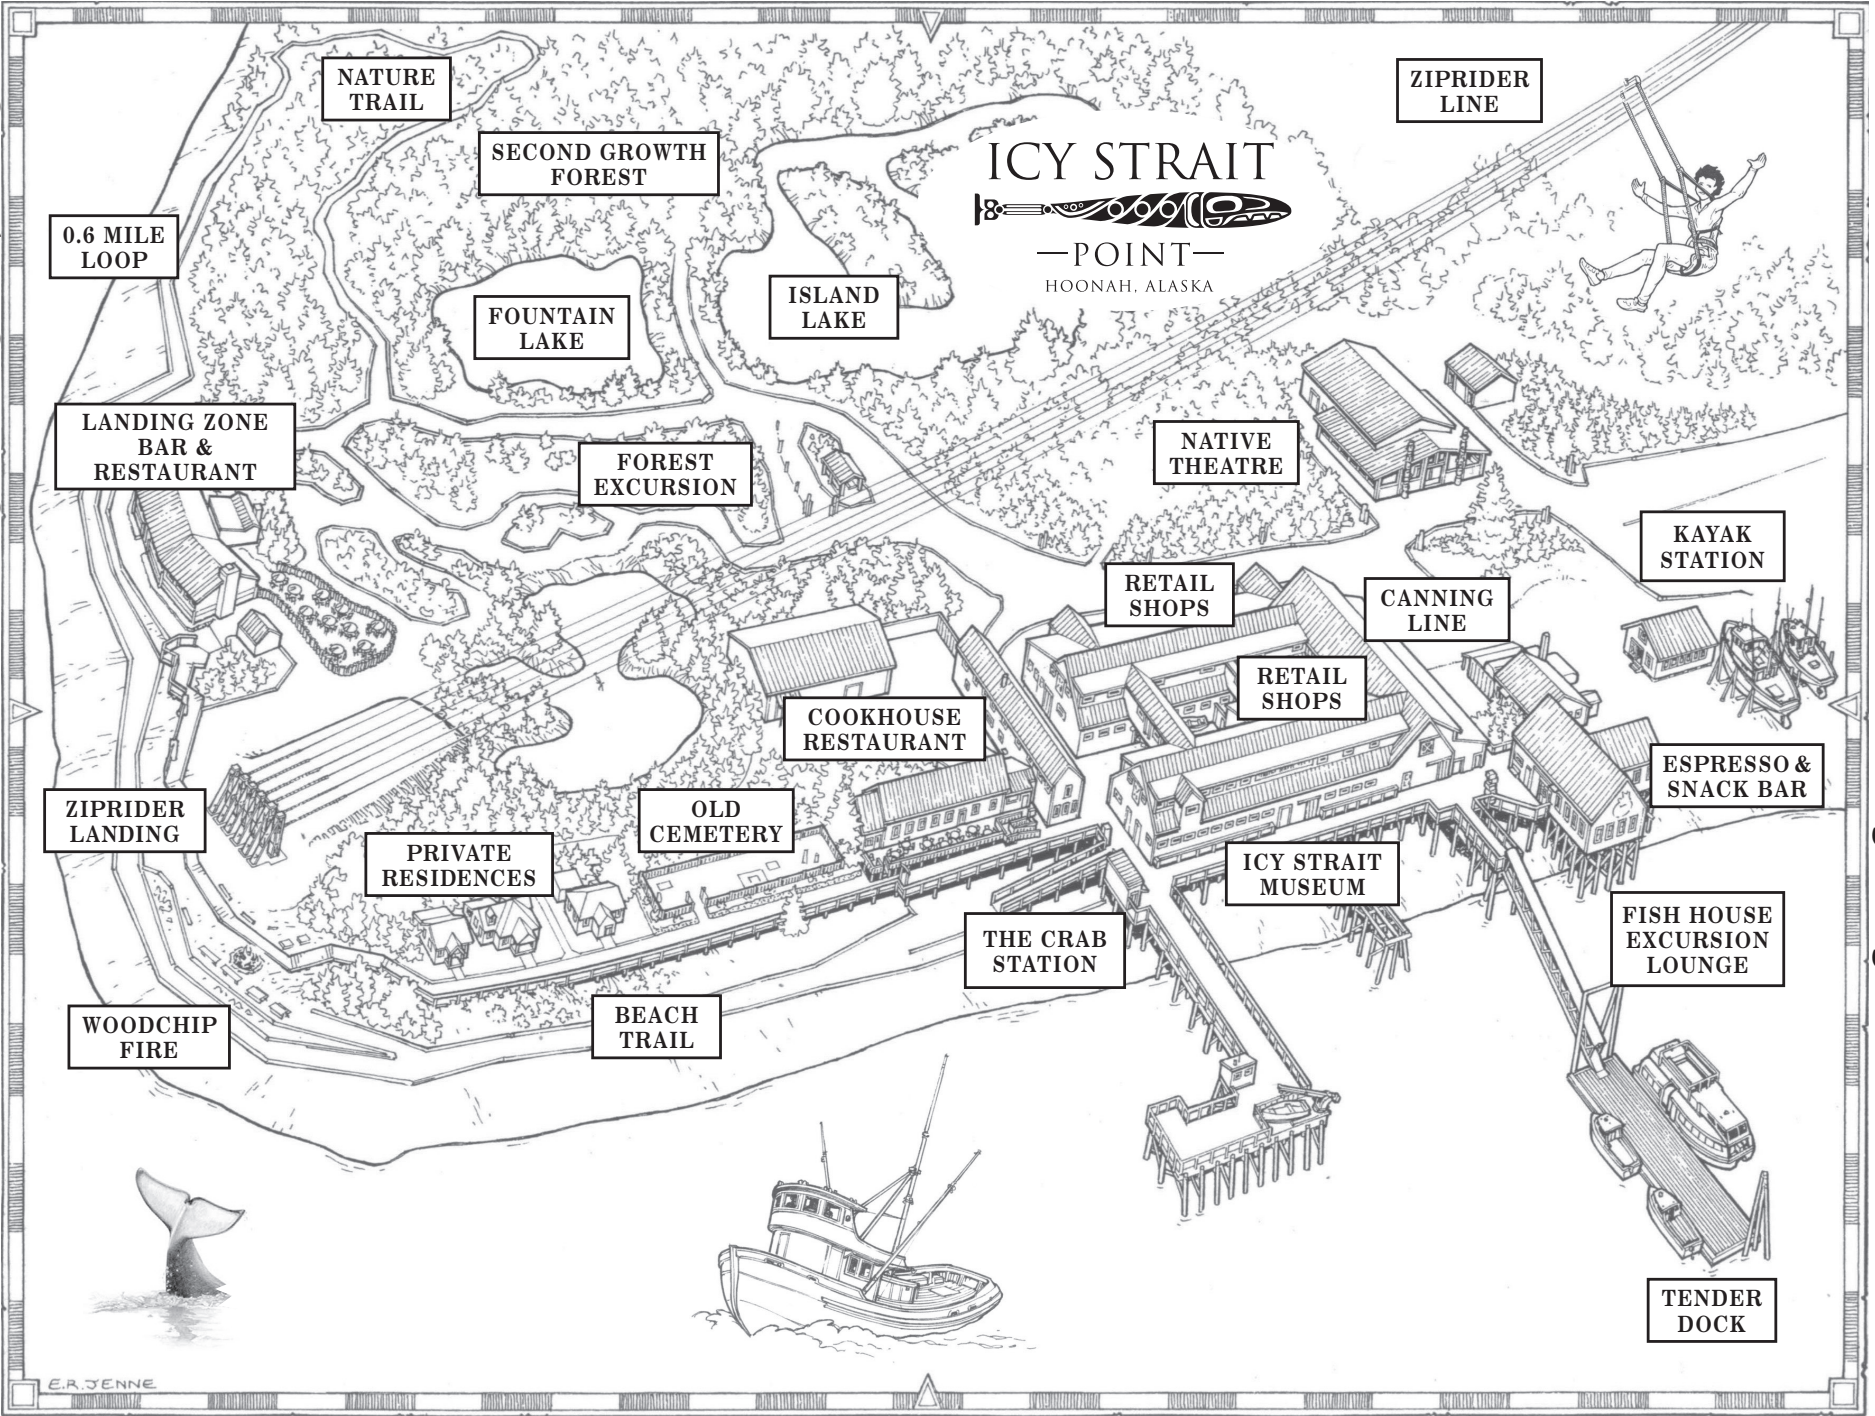 NATURE
TRAIL
ZIPRIDER
LINE
SECOND GROWTH
FOREST
ICY STRAIT
POINT
HOONAH, ALASKA
0.6 MILE
LOOP
FOUNTAIN
LAKE
ISLAND
LAKE
LANDING ZONE
BAR &
RESTAURANT
FOREST
EXCURSION
NATIVE
THEATRE
KAYAK
STATION
RETAIL
SHOPS
CANNING
LINE
RETAIL
SHOPS
COOKHOUSE
RESTAURANT
ESPRESSO &
SNACK BAR
ZIPRIDER
LANDING
OLD
CEMETERY
PRIVATE
RESIDENCES
ICY STRAIT
MUSEUM
FISH HOUSE
EXCURSION
LOUNGE
THE CRAB
STATION
WOODCHIP
FIRE
BEACH
TRAIL
TENDER
DOCK
E.R.JENNE